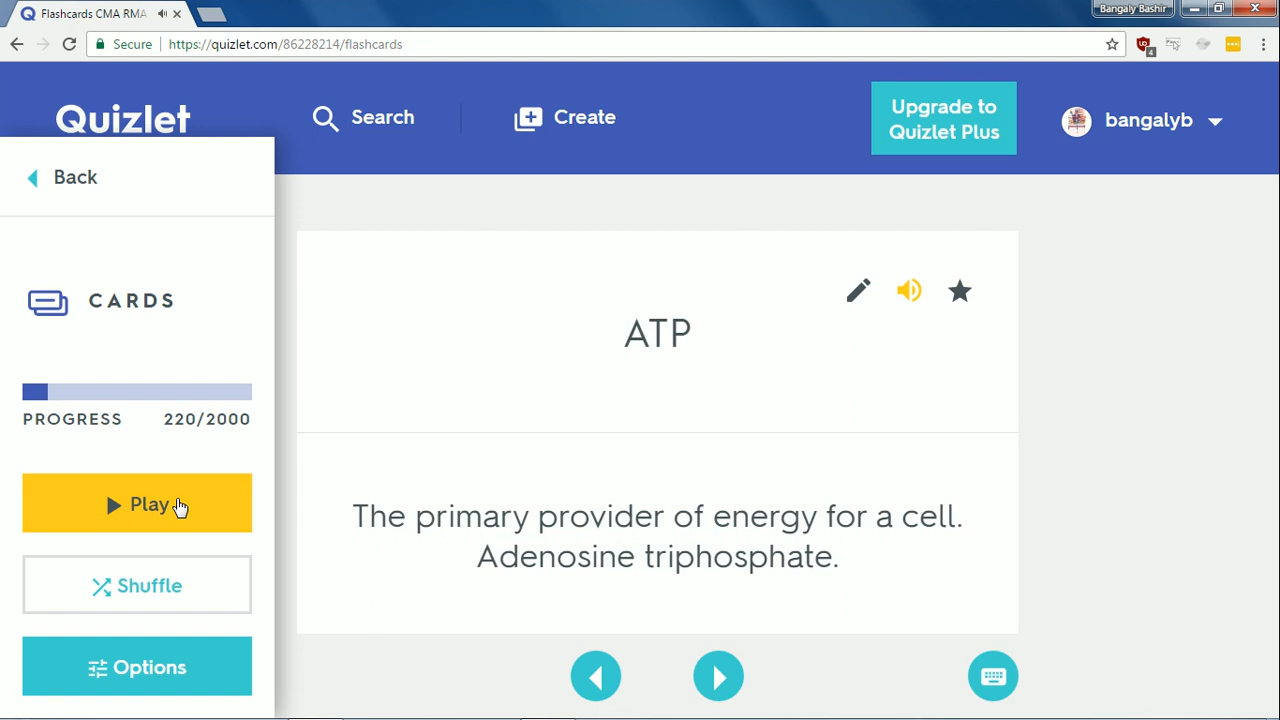 Flashcards CMA RMA
Bangaly Bashir
Secure
https://quizlet.com/86228214/flashcards
4
Quizlet
Search
Create
Upgrade to
Quizlet Plus
bangalyb
Back
CARDS
PROGRESS 220/2000
Play
Shuffle
Options
ATP
The primary provider of energy for a cell.
Adenosine triphosphate.